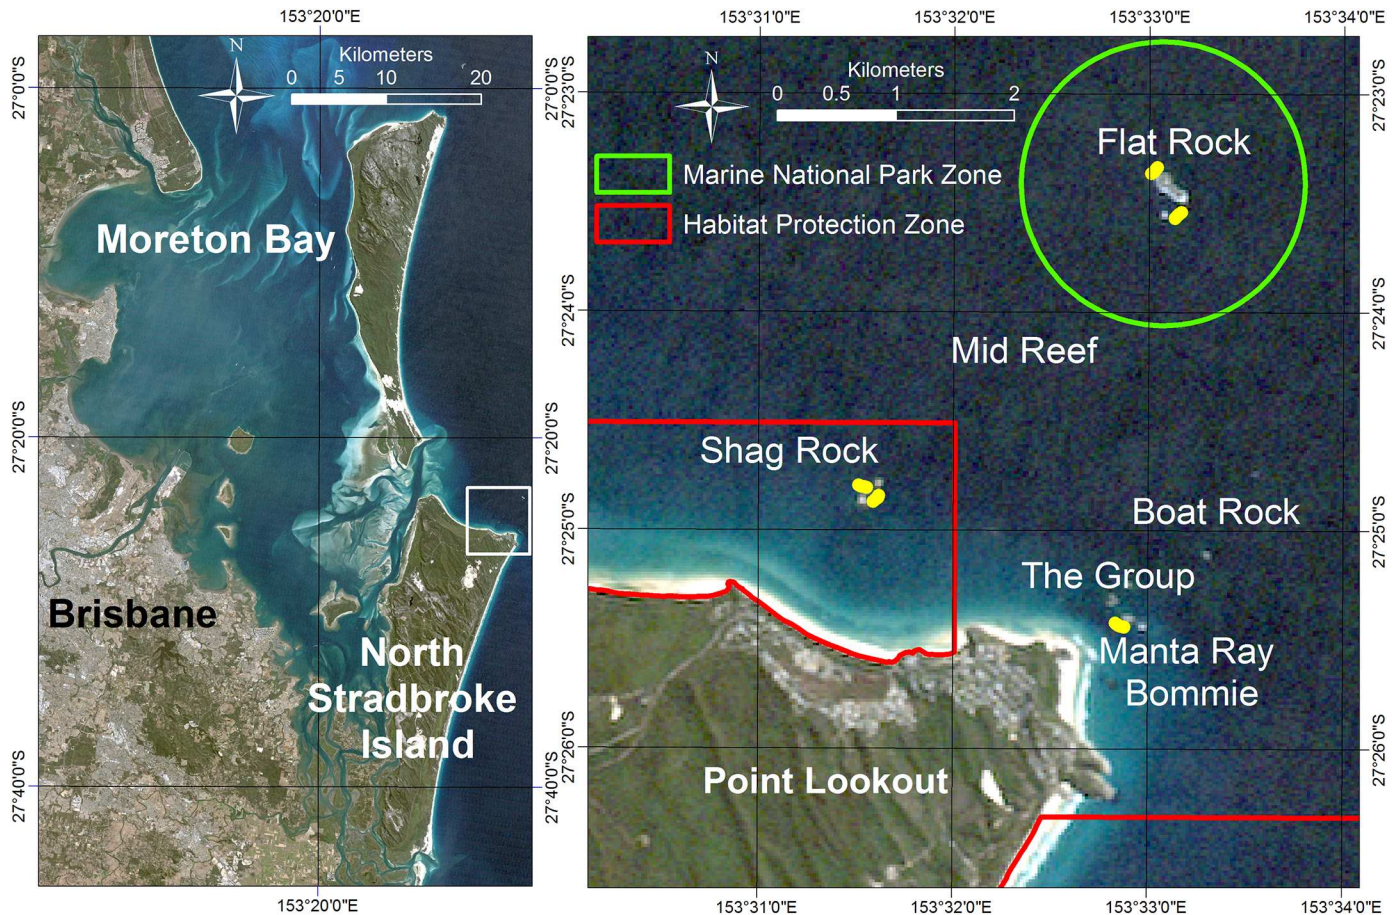 153°20'0"E
153°31'0"E
153°32'0"E
153°33'0"E
153°34'0"E
N
Kilometers
0 5 10 20
27°0'0"S
27°0'0"S
Moreton Bay
27°20'0"S
27°20'0"S
Brisbane
North
Stradbroke
Island
27°40'0"S
27°40'0"S
153°20'0"E
N
Kilometers
0 0.5 1 2
27°23'0"S
27°23'0"S
Marine National Park Zone
Habitat Protection Zone
Flat Rock
27°24'0"S
27°24'0"S
Mid Reef
Shag Rock
Boat Rock
27°25'0"S
27°25'0"S
The Group
Manta Ray
Bommie
27°26'0"S
27°26'0"S
Point Lookout
153°31'0"E
153°32'0"E
153°33'0"E
153°34'0"E